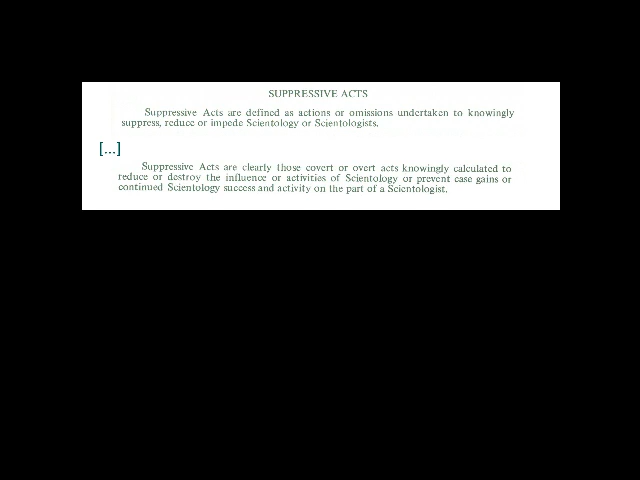 SUPPRESSIVE ACTS
Suppressive Acts are defined as actions or omissions undertaken to knowingly
suppress, reduce or impede Scientology or Scientologists.
[...]
Suppressive Acts are clearly those covert or overt acts knowingly calculated to
reduce or destroy the influence or activities of Scientology or prevent case gains or
continued Scientology success and activity on the part of a Scientologist.